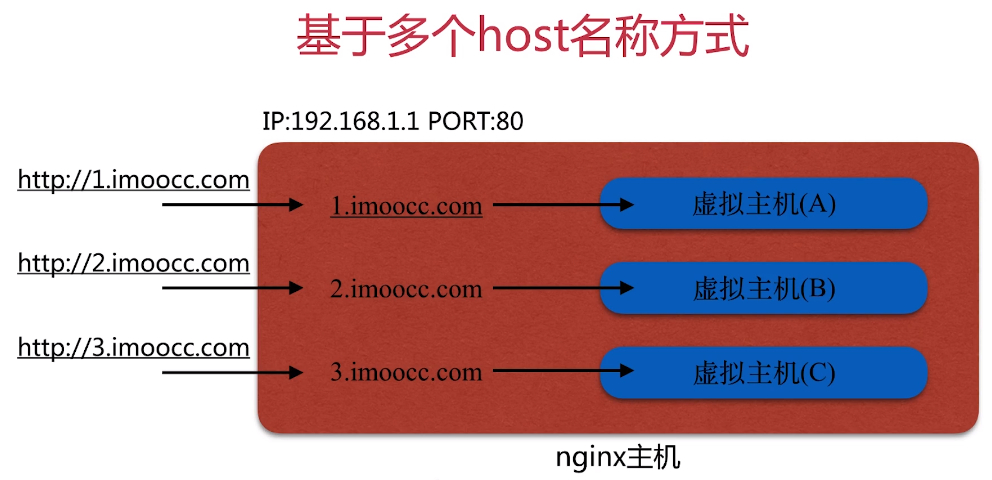 基于多个host名称方式
IP:192.168.1.1 PORT:80
http://1.imoocc.com
1.imoocc.com
虚拟主机(A)
http://2.imoocc.com
2.imoocc.com
虚拟主机(B)
http://3.imoocc.com
3.imoocc.com
虚拟主机(C)
nginx主机